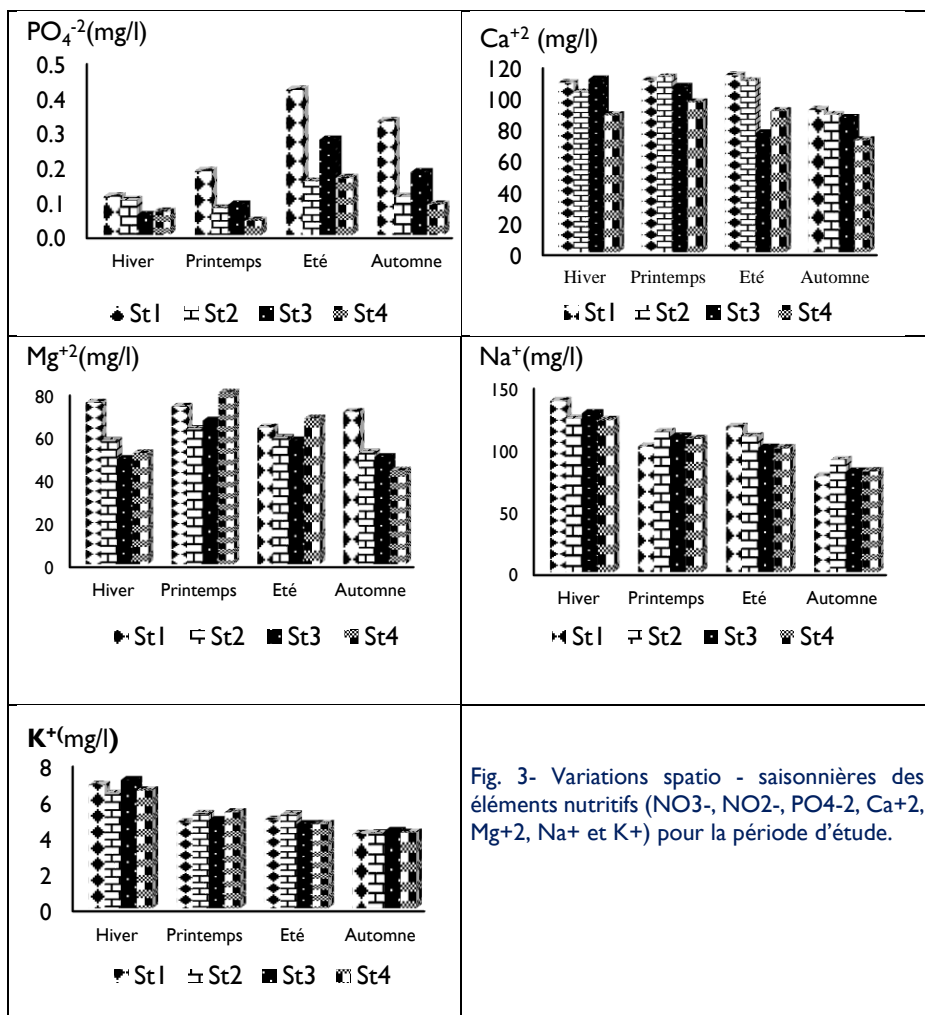 PO4-2(mg/l)
0.5
0.4
0.3
0.2
0.1
0.0
Hiver Printemps Eté Automne
St1 St2 St3 St4
Ca+2 (mg/l)
120
100
80
60
40
20
0
Hiver Printemps Eté Automne
St1 St2 St3 St4
Mg+2(mg/l)
80
60
40
20
0
Hiver Printemps Eté Automne
St1 St2 St3 St4
Na+(mg/l)
150
100
50
0
Hiver Printemps Eté Automne
St1 St2 St3 St4
K+(mg/l)
8
6
4
2
0
Hiver Printemps Eté Automne
St1 St2 St3 St4
Fig. 3- Variations spatio - saisonnières des
éléments nutritifs (NO3-, NO2-, PO4-2, Ca+2,
Mg+2, Na+ et K+) pour la période d’étude.